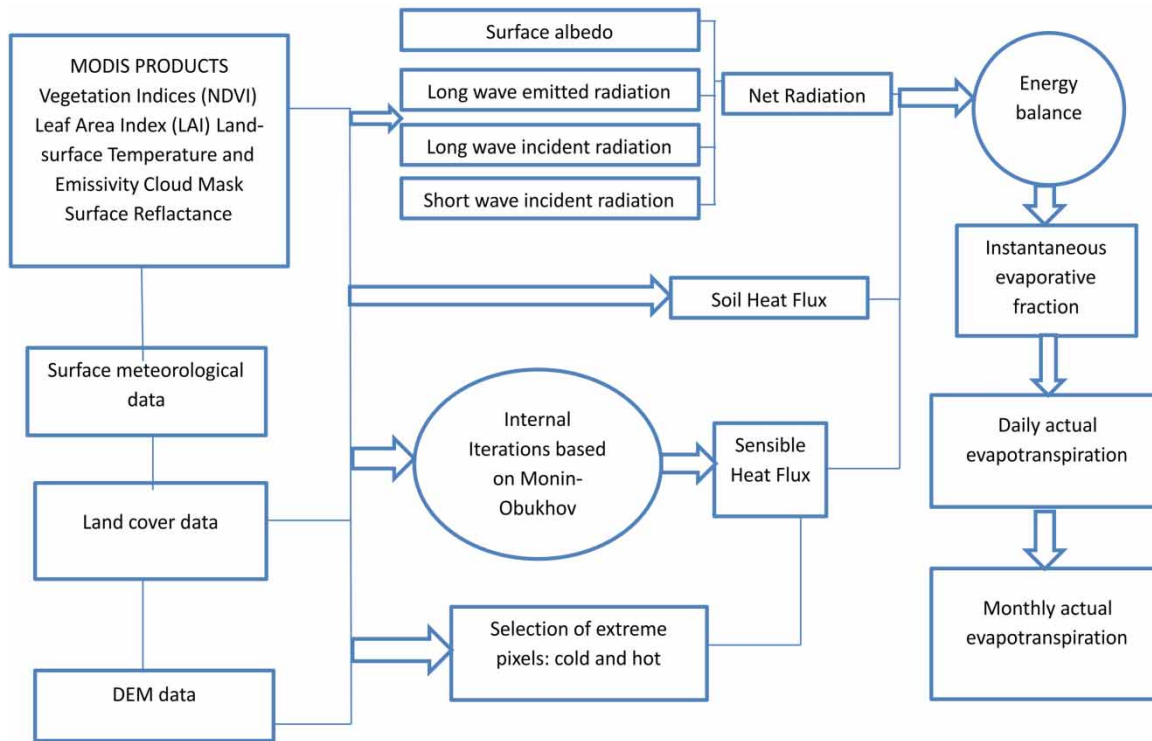 MODIS PRODUCTS
Vegetation Indices (NDVI)
Leaf Area Index (LAI) Land-
surface Temperature and
Emissivity Cloud Mask
Surface Reflactance
Surface meteorological
data
Land cover data
DEM data
Surface albedo
Long wave emitted radiation
Long wave incident radiation
Short wave incident radiation
Net Radiation
Soil Heat Flux
Internal
Iterations based
on Monin-
Obukhov
Sensible
Heat Flux
Selection of extreme
pixels: cold and hot
Energy
balance
Instantaneous
evaporative
fraction
Daily actual
evapotranspiration
Monthly actual
evapotranspiration